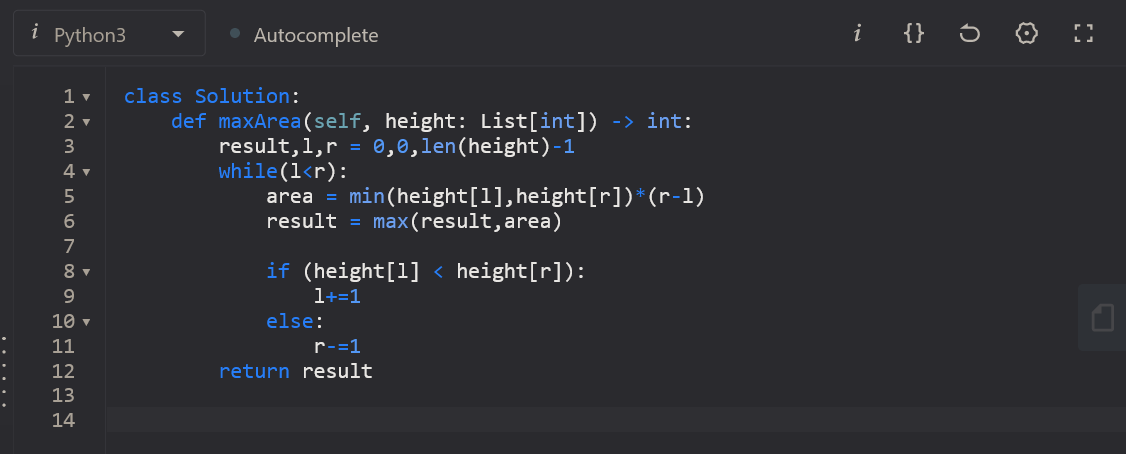 i Python3 Autocomplete i {}
1 class Solution:
2     def maxArea(self, height: List[int]) -> int:
3         result,l,r = 0,0,len(height)-1
4         while(l<r):
5             area = min(height[l],height[r])*(r-l)
6             result = max(result,area)
7
8             if (height[l] < height[r]):
9                 l+=1
10             else:
11                 r-=1
12         return result
13
14